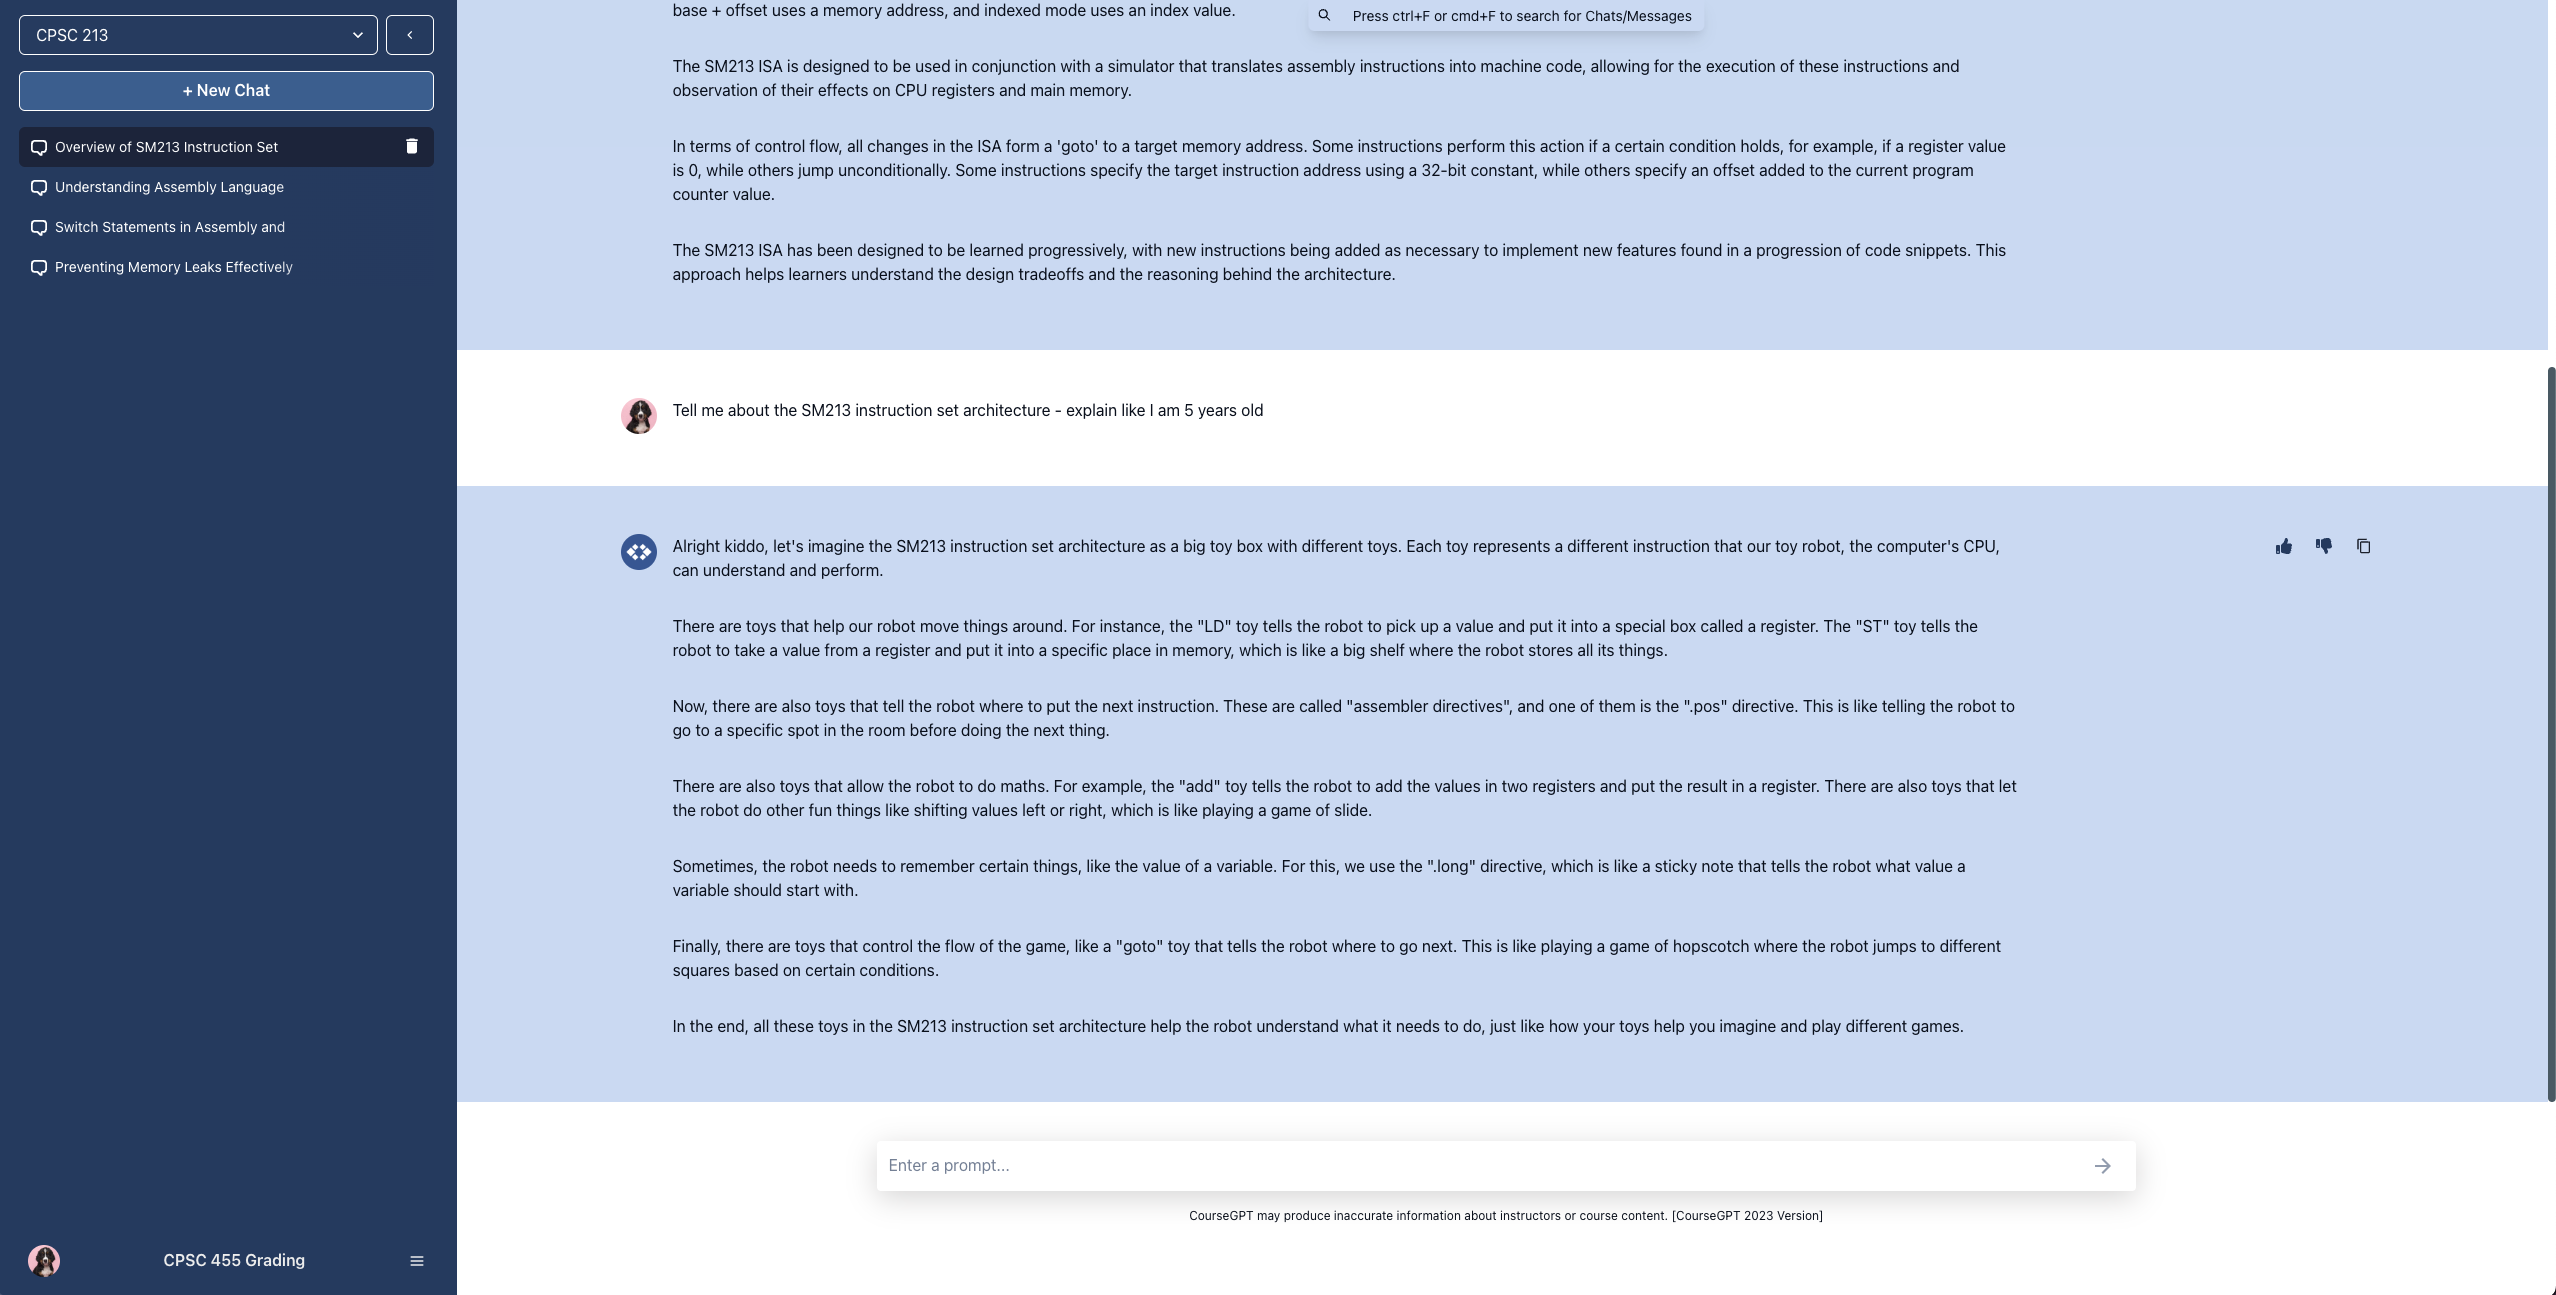 CPSC 213
+ New Chat
Overview of SM213 Instruction Set
Understanding Assembly Language
Switch Statements in Assembly and
Preventing Memory Leaks Effectively
CPSC 455 Grading
base + offset uses a memory address, and indexed mode uses an index value.
Press ctrl+F or cmd+F to search for Chats/Messages
The SM213 ISA is designed to be used in conjunction with a simulator that translates assembly instructions into machine code, allowing for the execution of these instructions and
observation of their effects on CPU registers and main memory.
In terms of control flow, all changes in the ISA form a 'goto' to a target memory address. Some instructions perform this action if a certain condition holds, for example, if a register value
is 0, while others jump unconditionally. Some instructions specify the target instruction address using a 32-bit constant, while others specify an offset added to the current program
counter value.
The SM213 ISA has been designed to be learned progressively, with new instructions being added as necessary to implement new features found in a progression of code snippets. This
approach helps learners understand the design tradeoffs and the reasoning behind the architecture.
Tell me about the SM213 instruction set architecture - explain like I am 5 years old
Alright kiddo, let's imagine the SM213 instruction set architecture as a big toy box with different toys. Each toy represents a different instruction that our toy robot, the computer's CPU,
can understand and perform.
There are toys that help our robot move things around. For instance, the "LD" toy tells the robot to pick up a value and put it into a special box called a register. The "ST" toy tells the
robot to take a value from a register and put it into a specific place in memory, which is like a big shelf where the robot stores all its things.
Now, there are also toys that tell the robot where to put the next instruction. These are called "assembler directives", and one of them is the ".pos" directive. This is like telling the robot to
go to a specific spot in the room before doing the next thing.
There are also toys that allow the robot to do maths. For example, the "add" toy tells the robot to add the values in two registers and put the result in a register. There are also toys that let
the robot do other fun things like shifting values left or right, which is like playing a game of slide.
Sometimes, the robot needs to remember certain things, like the value of a variable. For this, we use the ".long" directive, which is like a sticky note that tells the robot what value a
variable should start with.
Finally, there are toys that control the flow of the game, like a "goto" toy that tells the robot where to go next. This is like playing a game of hopscotch where the robot jumps to different
squares based on certain conditions.
In the end, all these toys in the SM213 instruction set architecture help the robot understand what it needs to do, just like how your toys help you imagine and play different games.
Enter a prompt...
CourseGPT may produce inaccurate information about instructors or course content. [CourseGPT 2023 Version]